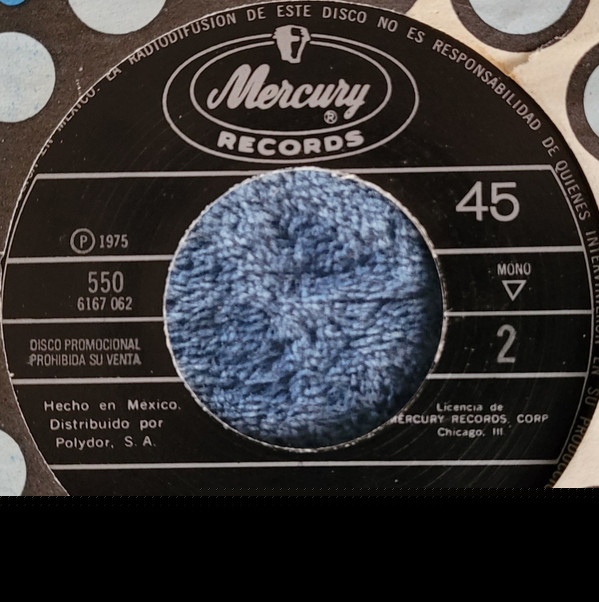 EN MEXICO. LA RADIODIFUSION DE ESTE DISCO NO ES RESPONSABILIDAD DE QUIENES INTERVINIERON EN SU PRODUCCION
Mercury
®
RECORDS
45
Ⓟ 1975
MONO
550
6167 062
2
DISCO PROMOCIONAL
PROHIBIDA SU VENTA
Hecho en México.
Distribuido por
Polydor, S. A.
Licencia de
MERCURY RECORDS. CORP
Chicago. Ill